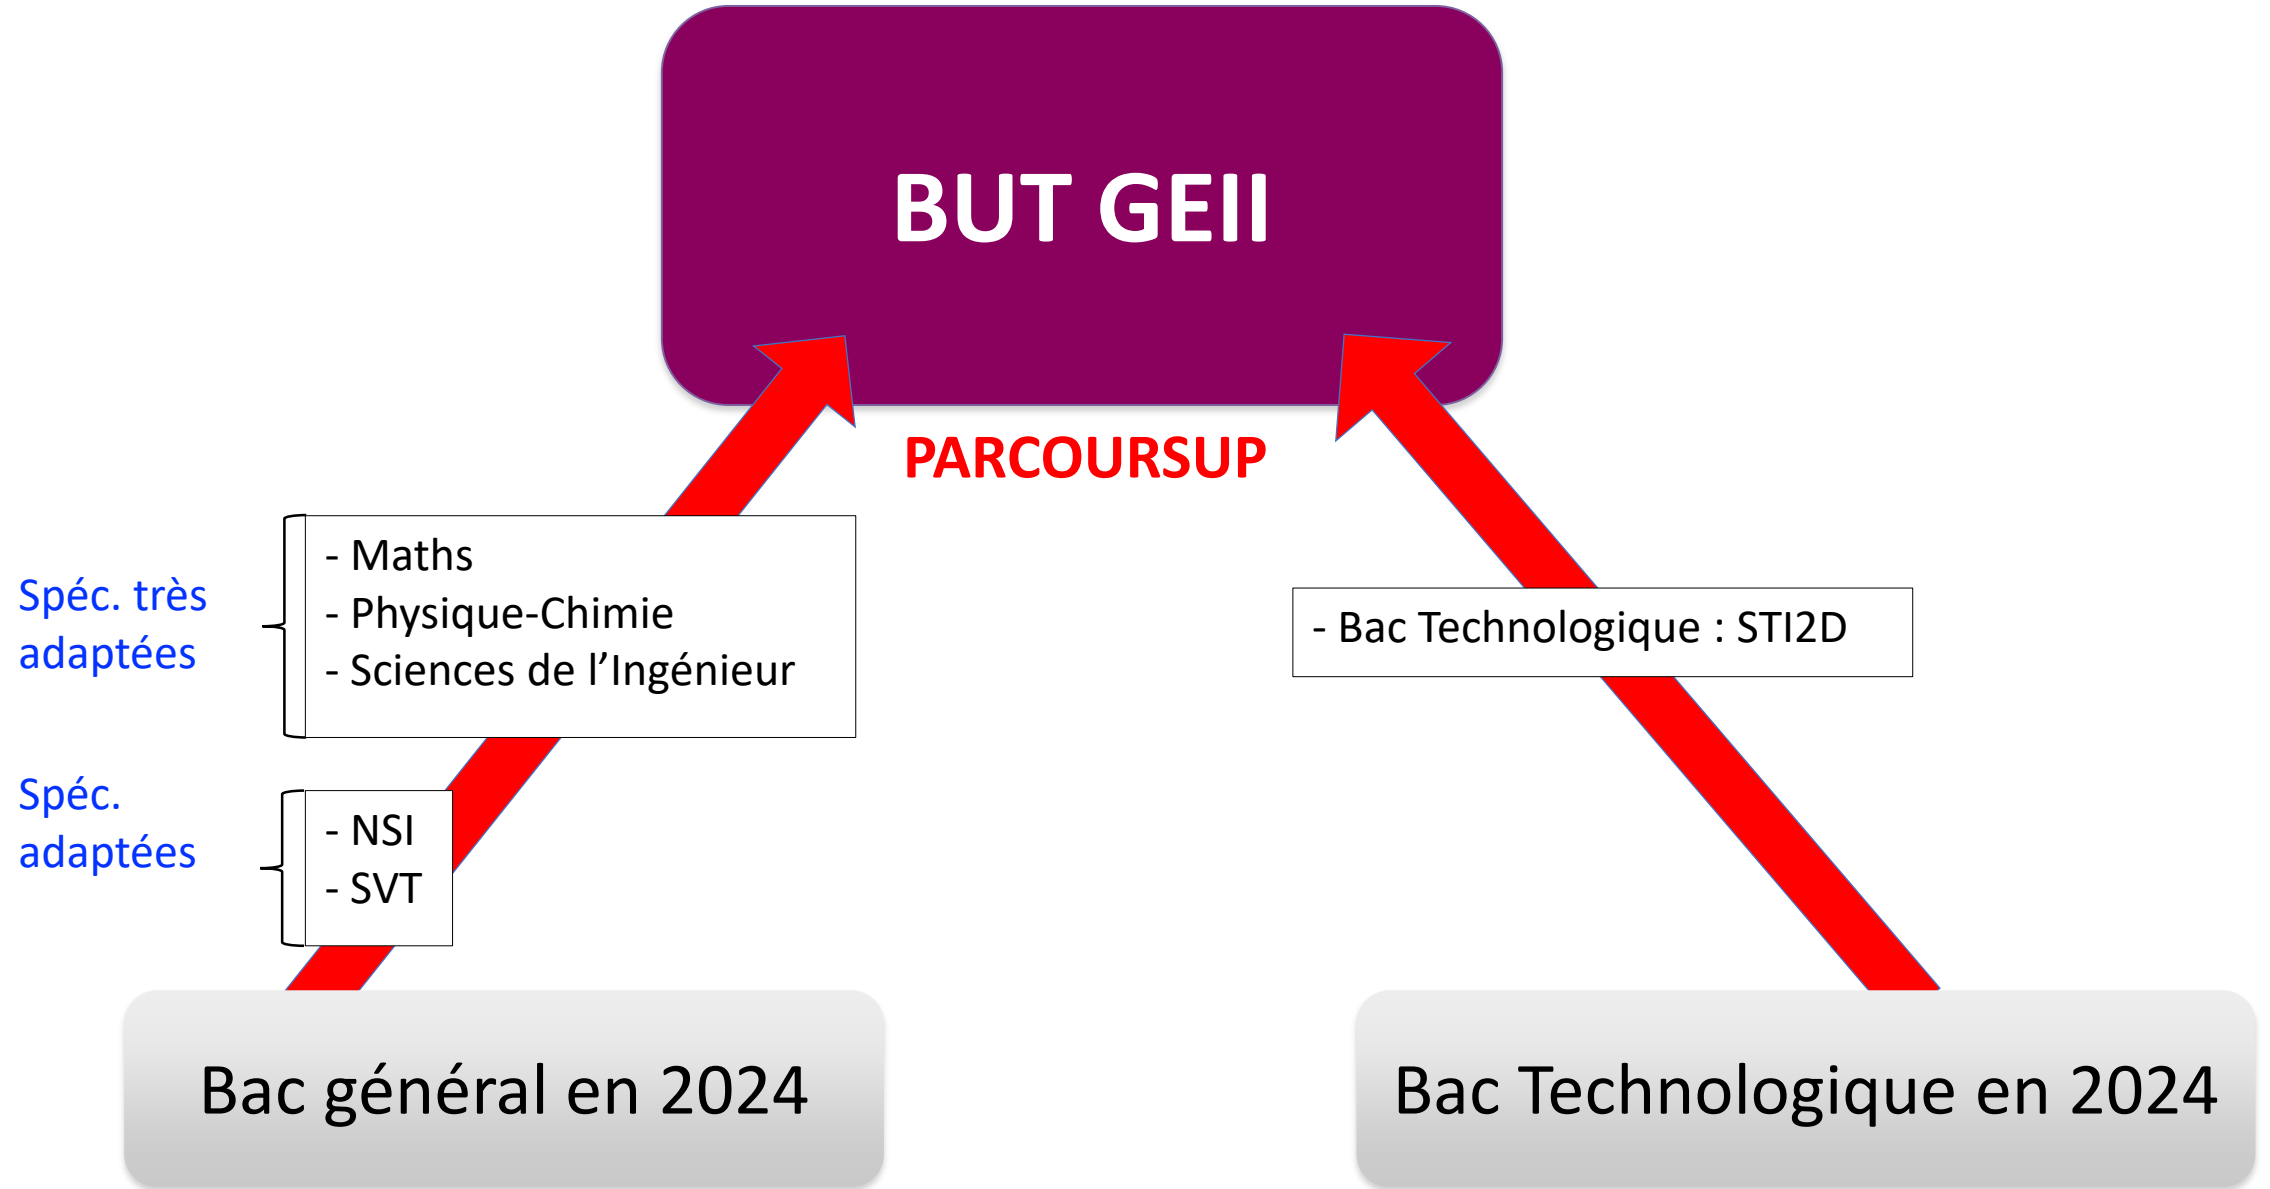 BUT GEII
PARCOURSUP
Spéc. très
adaptées
- Maths
- Physique-Chimie
- Sciences de l’Ingénieur
- Bac Technologique : STI2D
Spéc.
adaptées
- NSI
- SVT
Bac général en 2024
Bac Technologique en 2024